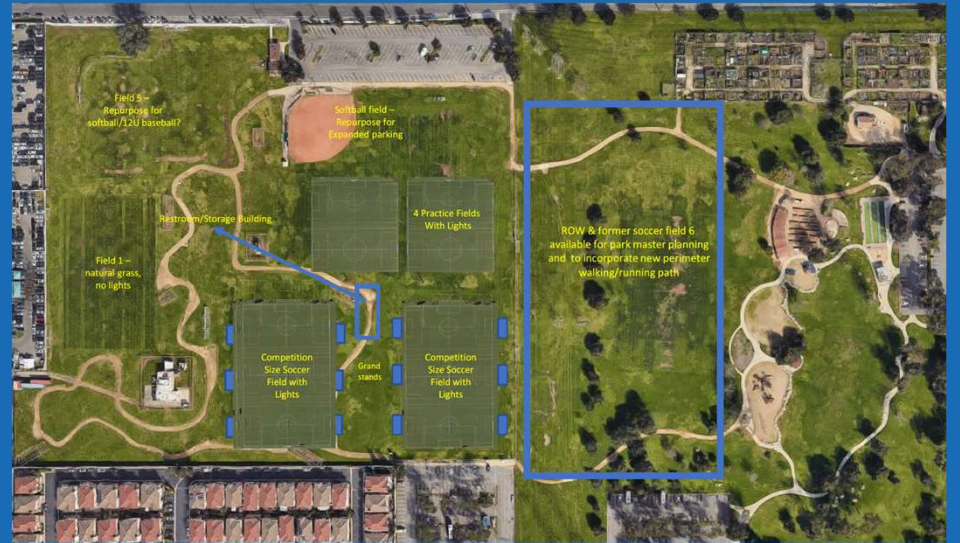 Field 5 –
Repurpose for
softball/12U baseball?
Softball field –
Repurpose for
Expanded parking
4 Practice Fields
With Lights
Restroom/Storage Building
ROW & former soccer field 6
available for park master planning
and to incorporate new perimeter
walking/running path
Field 1 –
natural grass,
no lights
Competition
Size Soccer
Field with
Lights
Grand
stands
Competition
Size Soccer
Field with
Lights